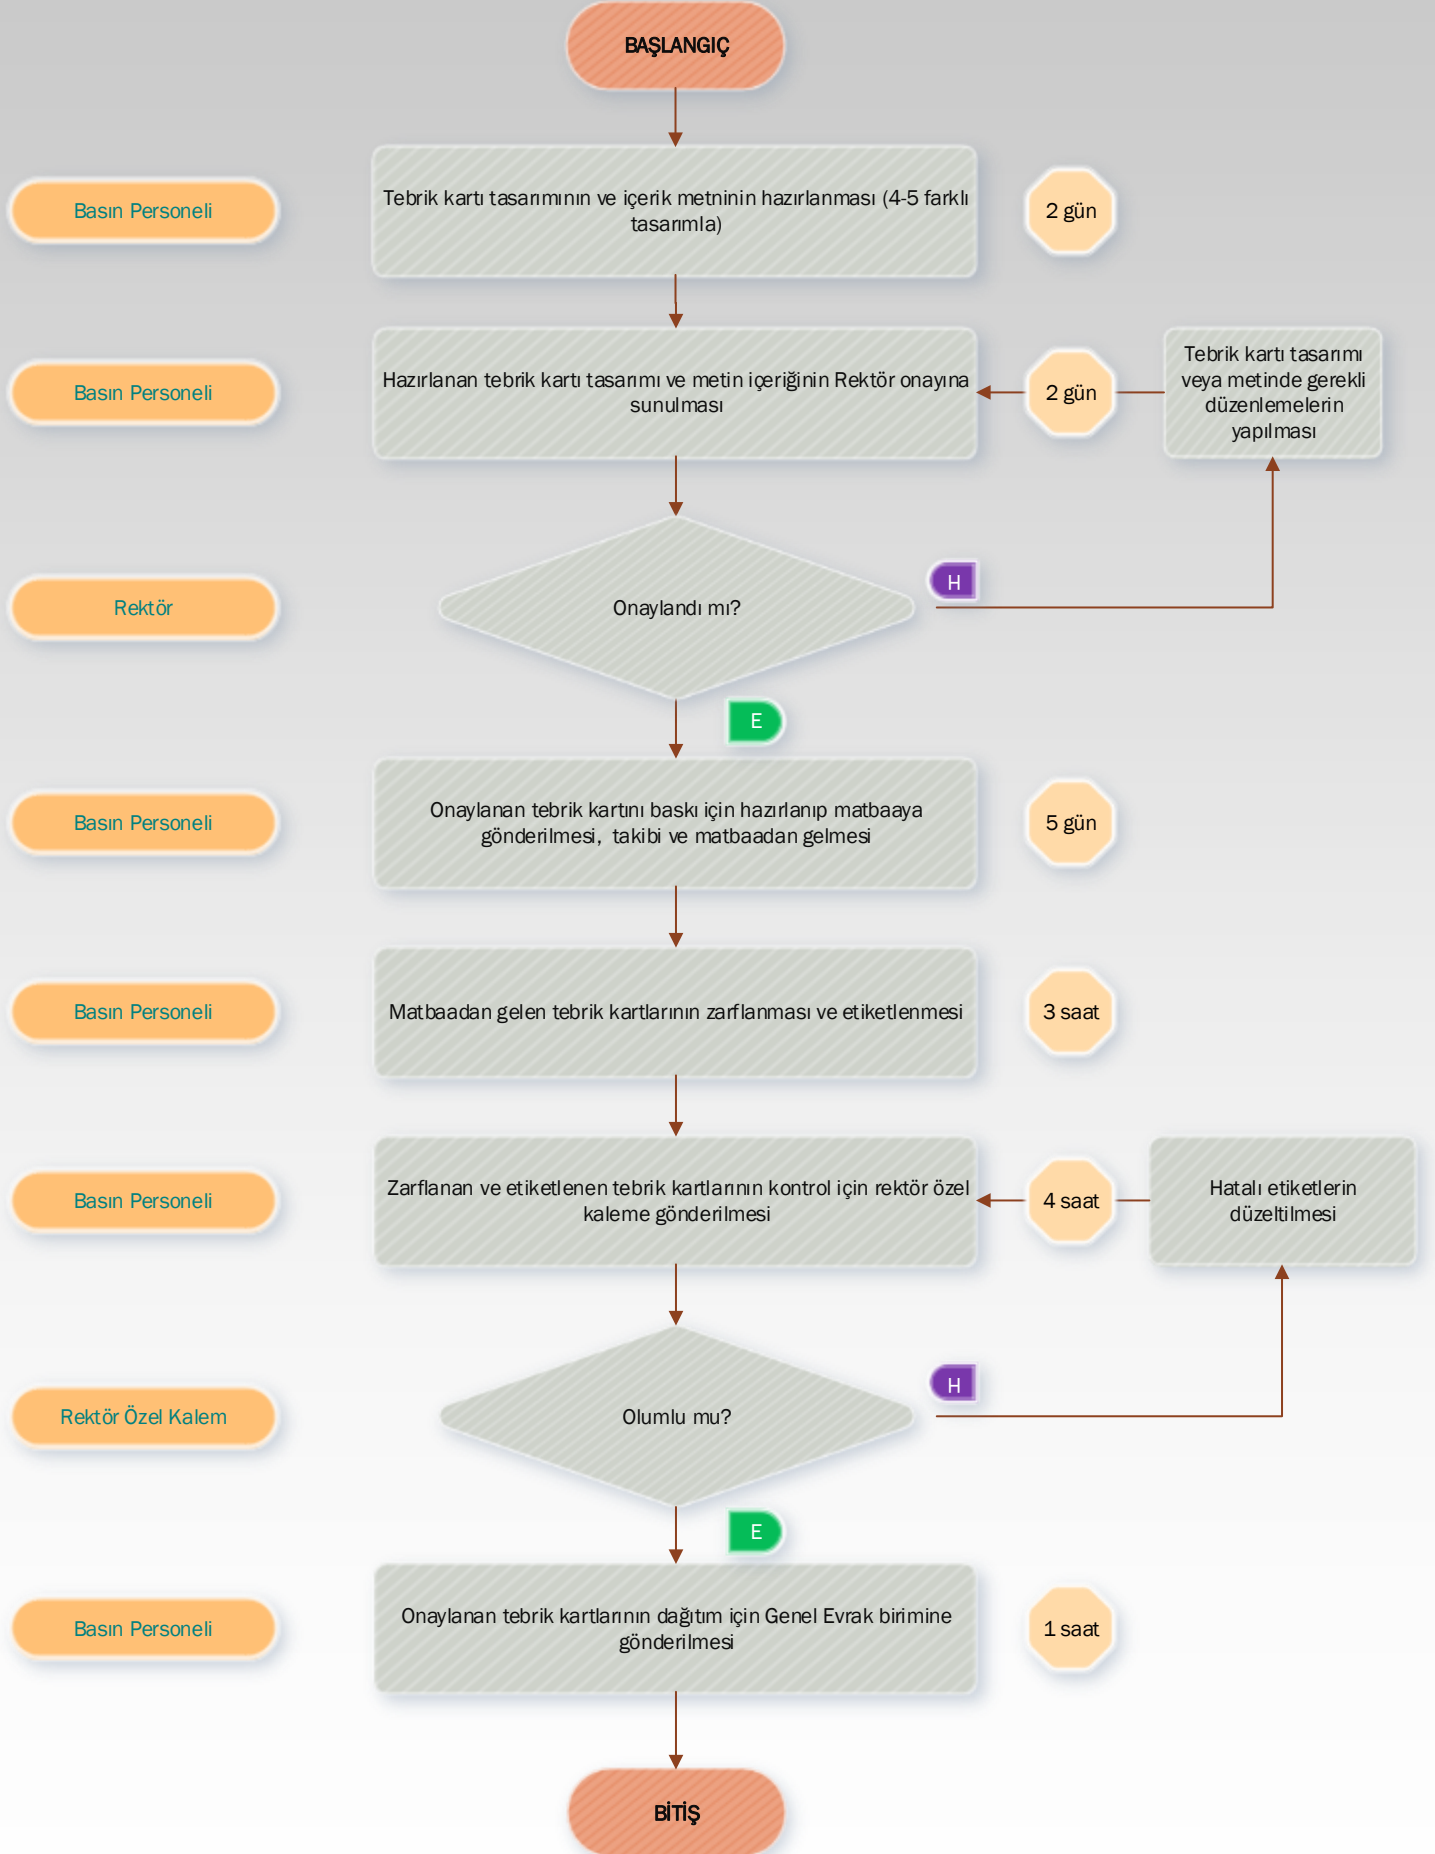 BAŞLANGIÇ
Basın Personeli
Tebrik kartı tasarımının ve içerik metninin hazırlanması (4-5 farklı
tasarımla)
2 gün
Basın Personeli
Hazırlanan tebrik kartı tasarımı ve metin içeriğinin Rektör onayına
sunulması
2 gün
Tebrik kartı tasarımı
veya metinde gerekli
düzenlemelerin
yapılması
Rektör
Onaylandı mı?
H
E
Basın Personeli
Onaylanan tebrik kartını baskı için hazırlanıp matbaaya
gönderilmesi, takibi ve matbaadan gelmesi
5 gün
Basın Personeli
Matbaadan gelen tebrik kartlarının zarflanması ve etiketlenmesi
3 saat
Basın Personeli
Zarflanan ve etiketlenen tebrik kartlarının kontrol için rektör özel
kaleme gönderilmesi
4 saat
Hatalı etiketlerin
düzeltilmesi
Rektör Özel Kalem
Olumlu mu?
H
E
Basın Personeli
Onaylanan tebrik kartlarının dağıtım için Genel Evrak birimine
gönderilmesi
1 saat
BİTİŞ